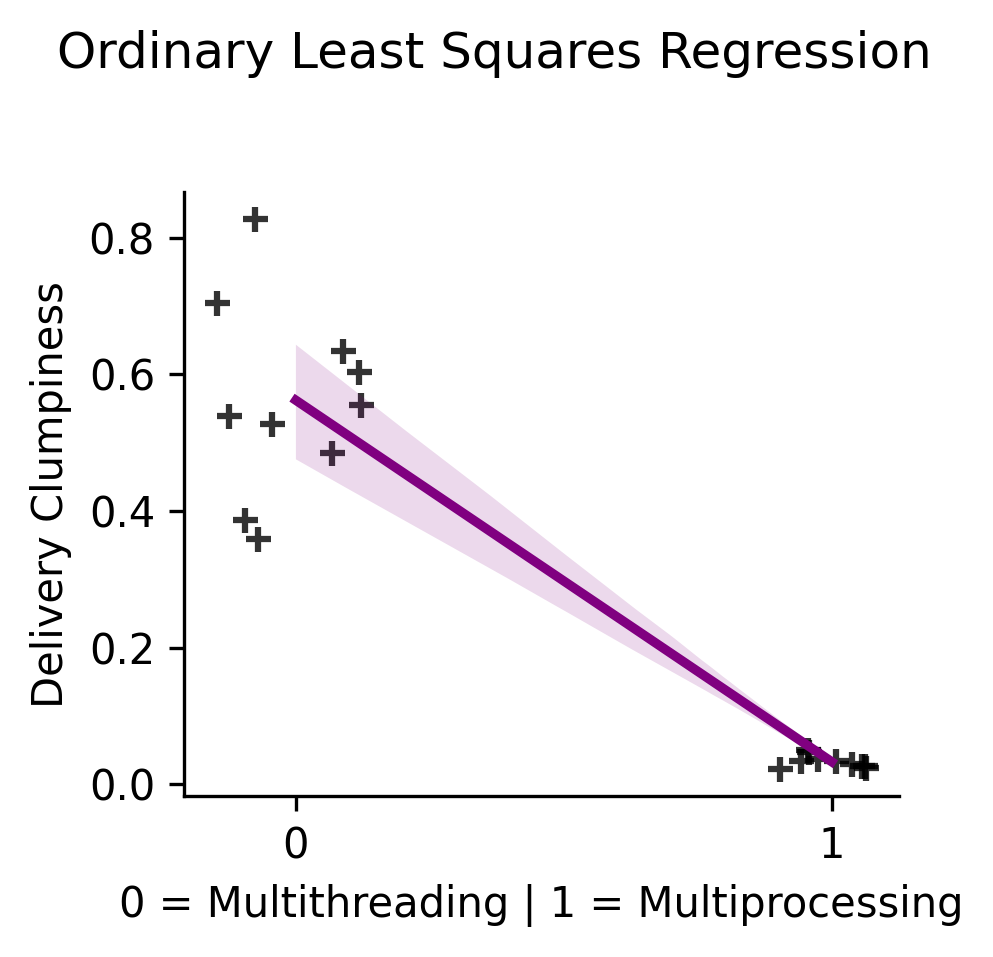 Ordinary Least Squares Regression
0.8
0.6
0.4
0.2
0.0
Delivery Clumpiness
0 1
0 = Multithreading | 1 = Multiprocessing